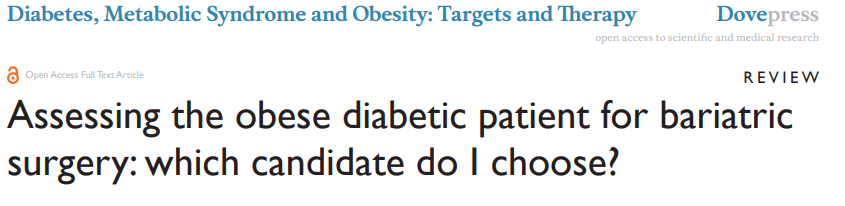 Diabetes, Metabolic Syndrome and Obesity: Targets and Therapy
Dovepress
open access to scientific and medical research
Open Access Full Text Article
REVIEW
Assessing the obese diabetic patient for bariatric
surgery: which candidate do I choose?